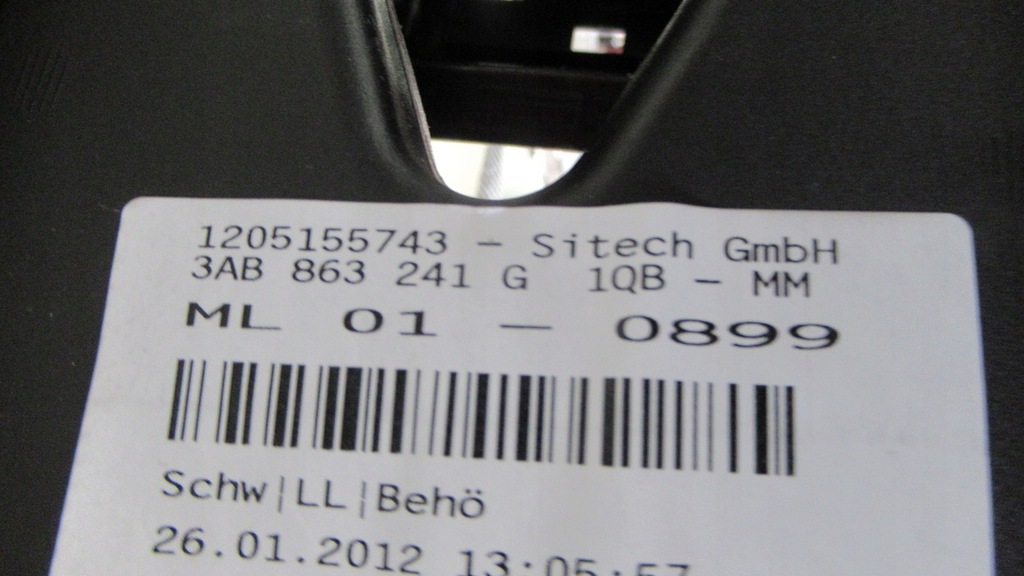 1205155743 - Sitech GmbH
3AB 863 241 G 1QB - MM
ML 01 - 0899
Schw|LL|Behö
26.01.2012 13:05:57